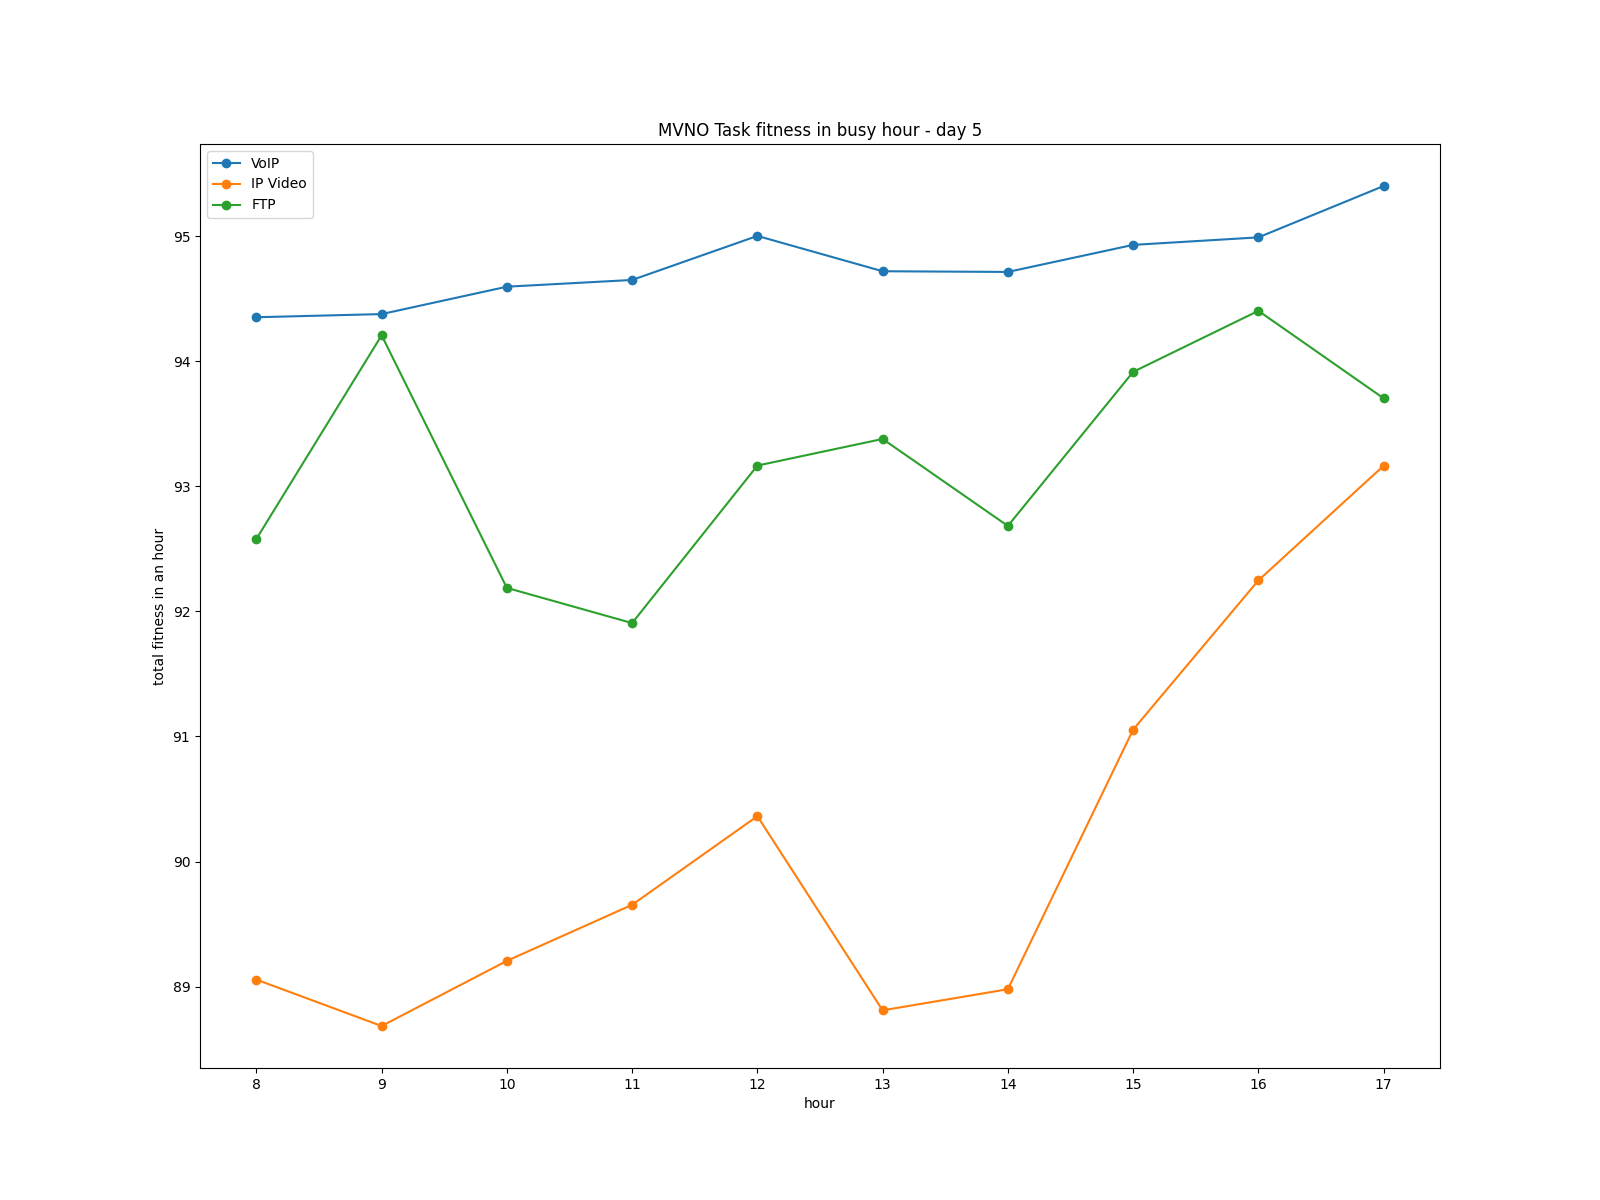 MVNO Task fitness in busy hour - day 5
VoIP
IP Video
FTP
95
94
93
92
91
90
89
total fitness in an hour
8 9 10 11 12 13 14 15 16 17
hour